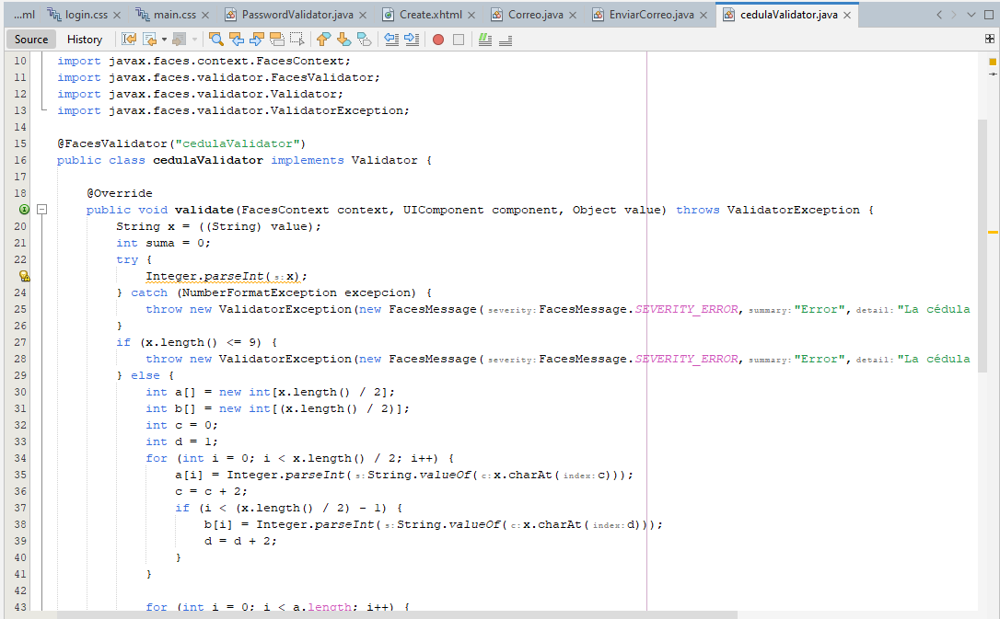 ...ml login.css main.css PasswordValidator.java Create.xhtml Correo.java EnviarCorreo.java cedulaValidator.java
Source History
10 import javax.faces.context.FacesContext;
11 import javax.faces.validator.FacesValidator;
12 import javax.faces.validator.Validator;
13 import javax.faces.validator.ValidatorException;
14
15 @FacesValidator("cedulaValidator")
16 public class cedulaValidator implements Validator {
17
18 @Override
public void validate(FacesContext context, UIComponent component, Object value) throws ValidatorException {
20 String x = ((String) value);
21 int suma = 0;
22 try {
Integer.parseInt(s:x);
24 } catch (NumberFormatException excepcion) {
25 throw new ValidatorException(new FacesMessage(severity:FacesMessage.SEVERITY_ERROR, summary:"Error", detail:"La cédula
26 }
27 if (x.length() <= 9) {
28 throw new ValidatorException(new FacesMessage(severity:FacesMessage.SEVERITY_ERROR, summary:"Error", detail:"La cédula
29 } else {
30 int a[] = new int[x.length() / 2];
31 int b[] = new int[(x.length() / 2)];
32 int c = 0;
33 int d = 1;
34 for (int i = 0; i < x.length() / 2; i++) {
35 a[i] = Integer.parseInt(s:String.valueOf(c:x.charAt(index:c)));
36 c = c + 2;
37 if (i < (x.length() / 2) - 1) {
38 b[i] = Integer.parseInt(s:String.valueOf(c:x.charAt(index:d)));
39 d = d + 2;
40 }
41 }
42
43 for (int i = 0; i < a.length; i++) {